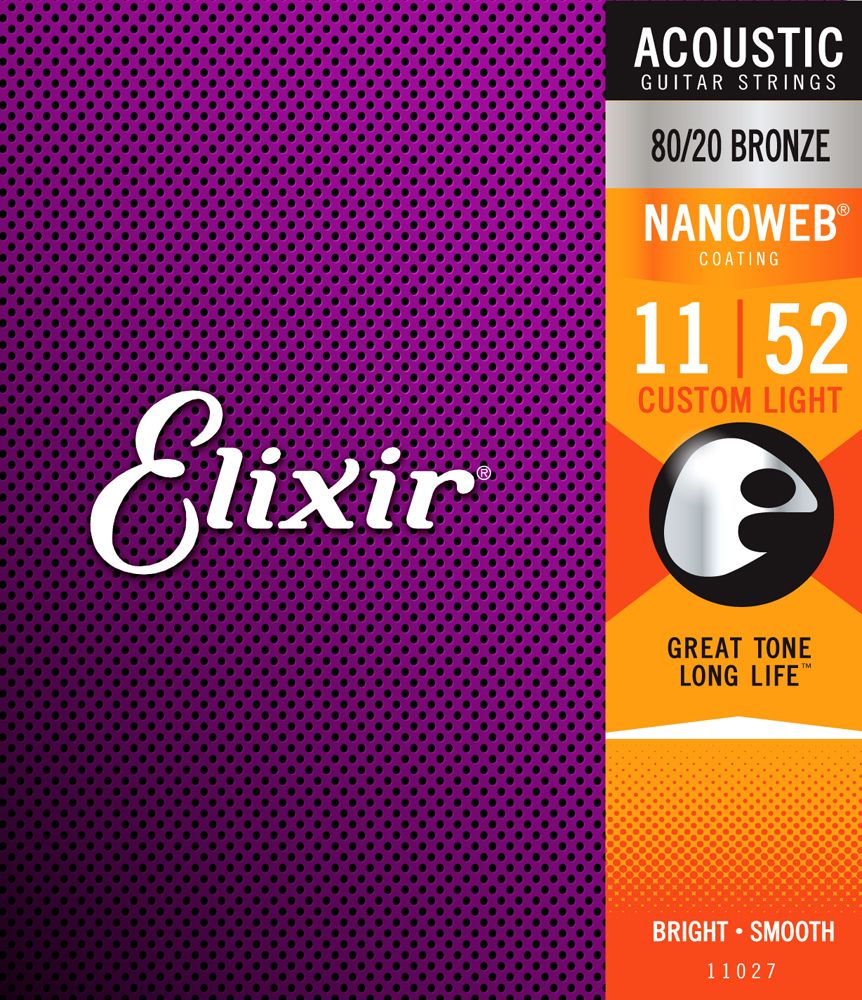 ACOUSTIC
GUITAR STRINGS
80/20 BRONZE
NANOWEB®
COATING
11 | 52
CUSTOM LIGHT
Elixir®
GREAT TONE
LONG LIFE™
BRIGHT • SMOOTH
11027